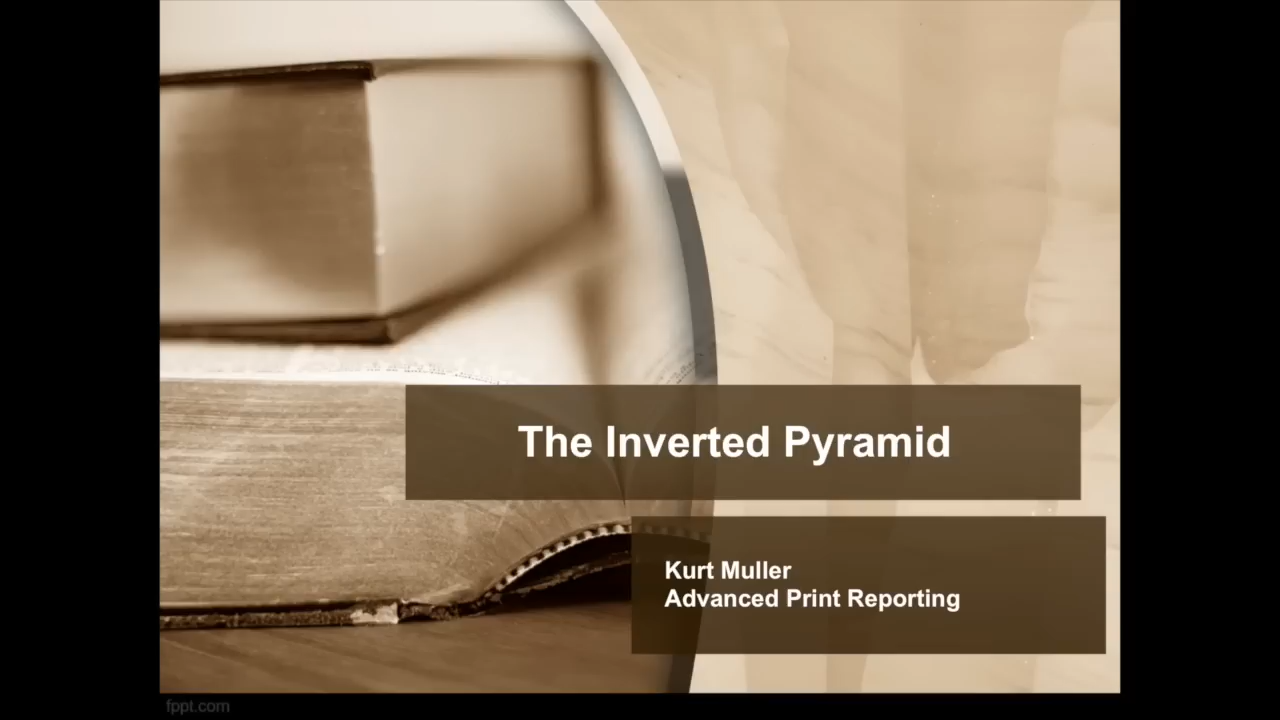 The Inverted Pyramid
Kurt Muller
Advanced Print Reporting
fppt.com